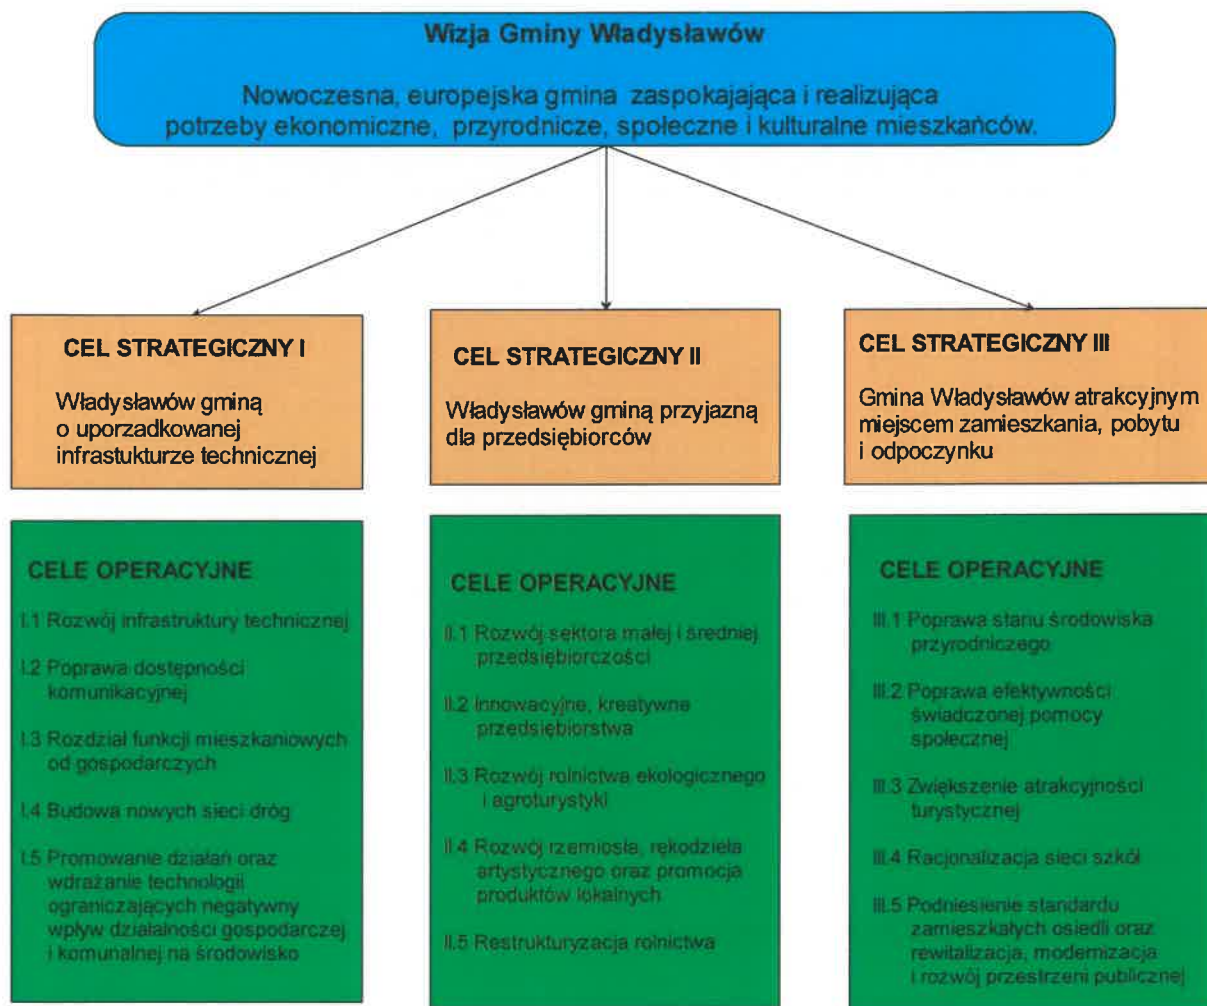 Wizja Gminy Władysławów
Nowoczesna, europejska gmina zaspokajająca i realizująca
potrzeby ekonomiczne, przyrodnicze, społeczne i kulturalne mieszkańców.
CEL STRATEGICZNY I
Władysławów gminą
o uporzadkowanej
infrastukturze technicznej
CEL STRATEGICZNY II
Władysławów gminą przyjazną
dla przedsiębiorców
CEL STRATEGICZNY III
Gmina Władysławów atrakcyjnym
miejscem zamieszkania, pobytu
i odpoczynku
CELE OPERACYJNE
I.1 Rozwój infrastruktury technicznej
I.2 Poprawa dostępności
komunikacyjnej
I.3 Rozdział funkcji mieszkaniowych
od gospodarczych
I.4 Budowa nowych sieci dróg
I.5 Promowanie działań oraz
wdrażanie technologii
ograniczających negatywny
wpływ działalności gospodarczej
i komunalnej na środowisko
CELE OPERACYJNE
II.1 Rozwój sektora małej i średniej
przedsiębiorczości
II.2 Innowacyjne, kreatywne
przedsiębiorstwa
II.3 Rozwój rolnictwa ekologicznego
i agroturystyki
II.4 Rozwój rzemiosła, rękodzieła
artystycznego oraz promocja
produktów lokalnych
II.5 Restrukturyzacja rolnictwa
CELE OPERACYJNE
III.1 Poprawa stanu środowiska
przyrodniczego
III.2 Poprawa efektywności
świadczonej pomocy
społecznej
III.3 Zwiększenie atrakcyjności
turystycznej
III.4 Racjonalizacja sieci szkół
III.5 Podniesienie standardu
zamieszkałych osiedli oraz
rewitalizacja, modernizacja
i rozwój przestrzeni publicznej